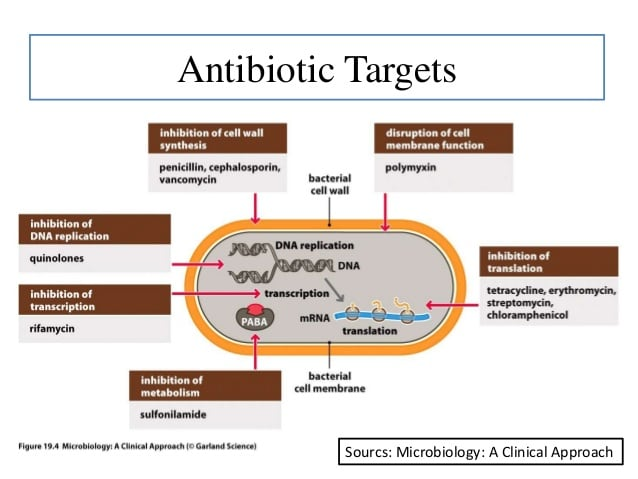 Antibiotic Targets
inhibition of cell wall
synthesis
penicillin, cephalosporin,
vancomycin
disruption of cell
membrane function
polymyxin
bacterial
cell wall
inhibition of
DNA replication
quinolones
DNA replication
DNA
inhibition of
translation
tetracycline, erythromycin,
streptomycin,
chloramphenicol
inhibition of
transcription
rifamycin
transcription
PABA
mRNA
translation
inhibition of
metabolism
sulfonilamide
bacterial
cell membrane
Figure 19.4 Microbiology: A Clinical Approach (© Garland Science)
Sourcs: Microbiology: A Clinical Approach